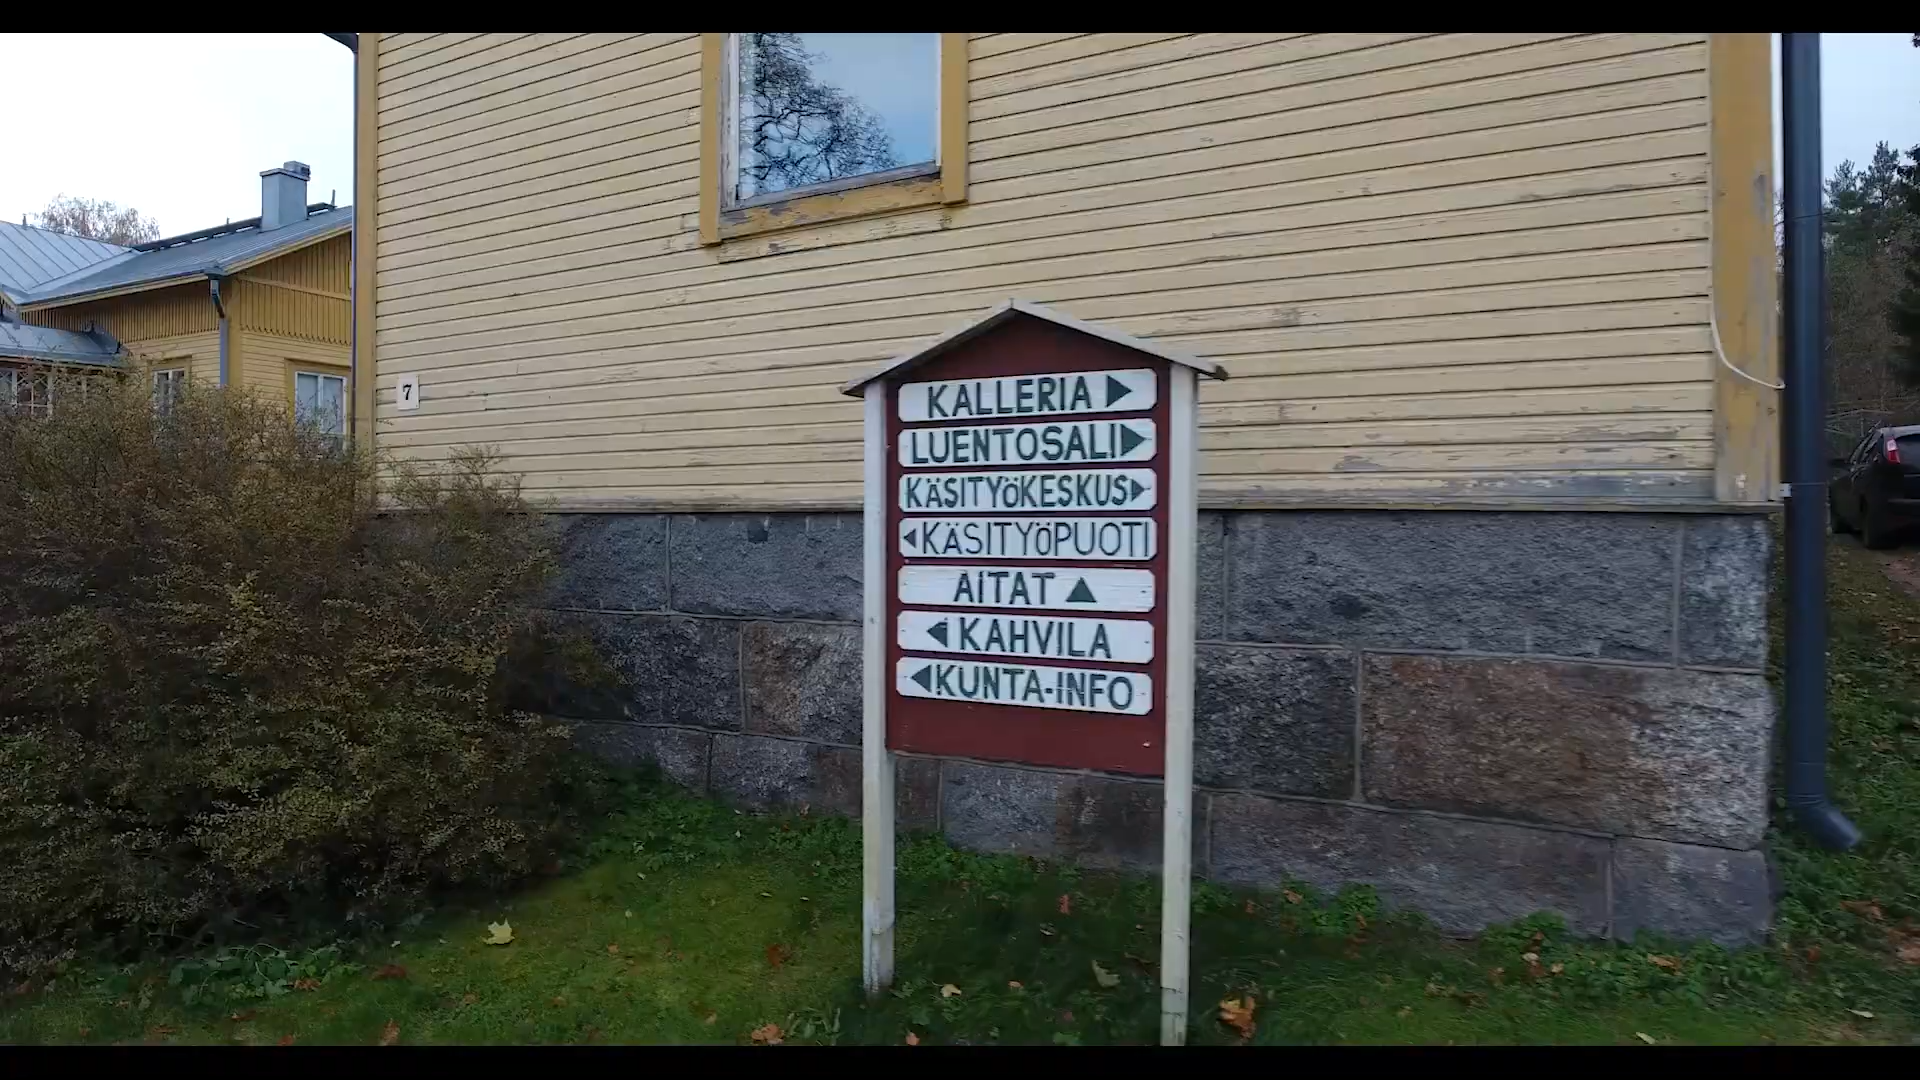 7
KALLERIA ▶
LUENTOSALI▶
KÄSITYÖKESKUS▶
◀KÄSITYÖPUOTI
AITAT ▲
◀ KAHVILA
◀KUNTA-INFO